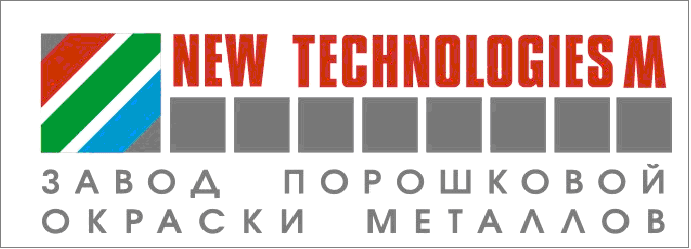 NEW TECHNOLOGIES M
ЗАВОД ПОРОШКОВОЙ
ОКРАСКИ МЕТАЛЛОВ